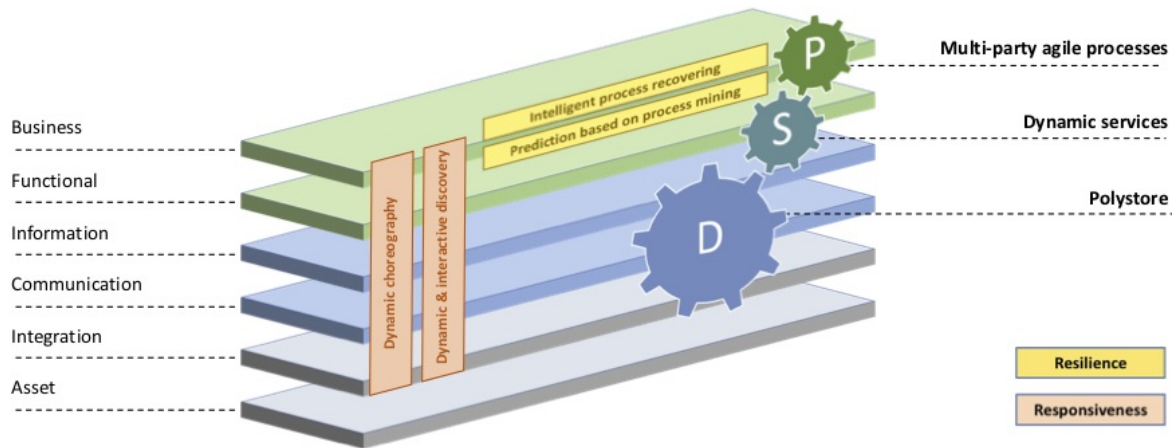 Business
Functional
Information
Communication
Integration
Asset
Dynamic choreography
Dynamic & interactive discovery
Intelligent process recovering
Prediction based on process mining
P
S
D
Multi-party agile processes
Dynamic services
Polystore
Resilience
Responsiveness